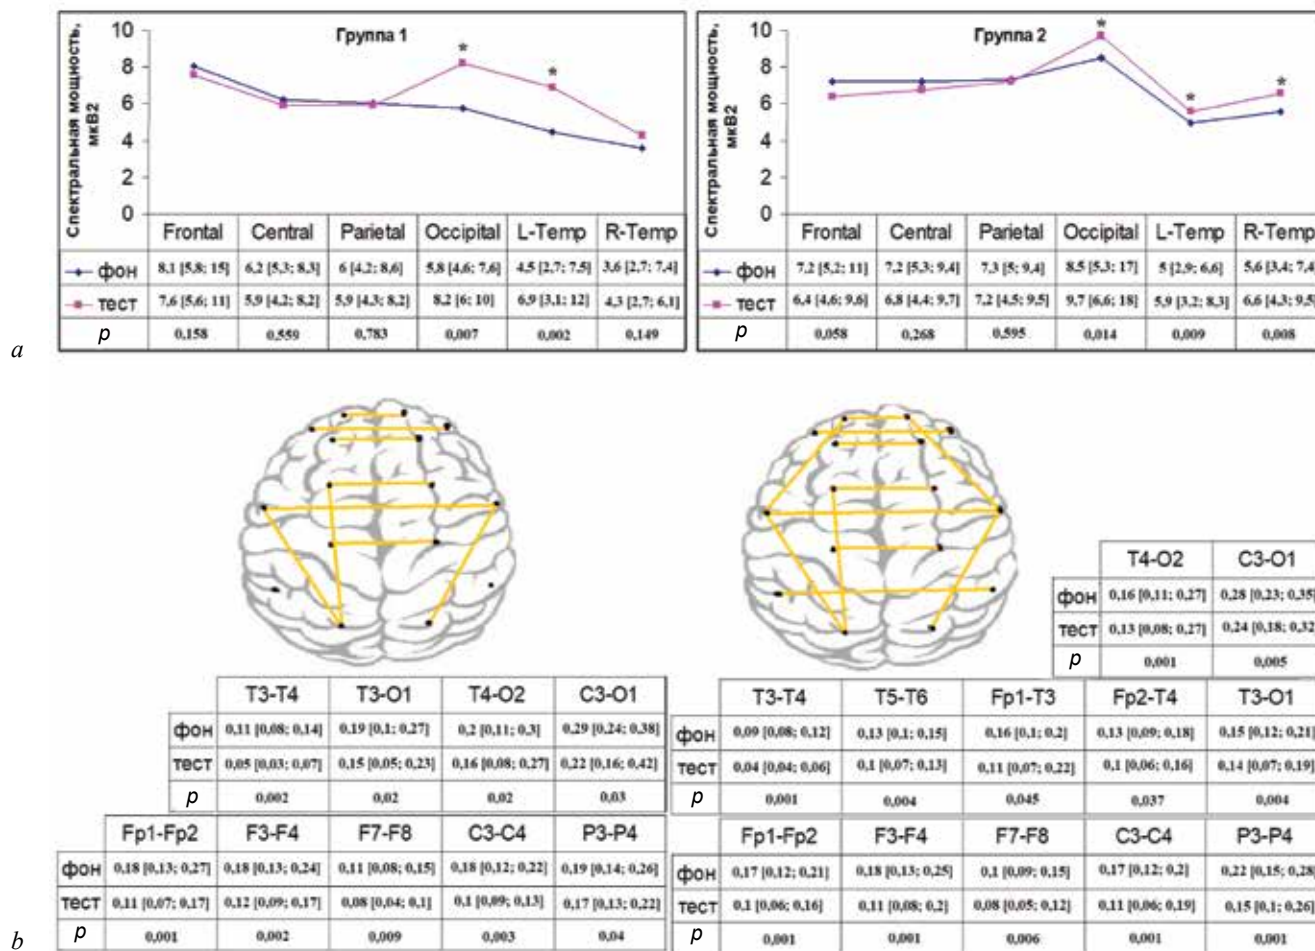 Группа 1
Спектральная мощность, мкВ2
10
8
6
4
2
0
*
*
Frontal Central Parietal Occipital L-Temp R-Temp
фон 8,1 [5,8; 15] 6,2 [5,3; 8,3] 6 [4,2; 8,6] 5,8 [4,6; 7,6] 4,5 [2,7; 7,5] 3,6 [2,7; 7,4]
тест 7,6 [5,6; 11] 5,9 [4,2; 8,2] 5,9 [4,3; 8,2] 8,2 [6; 10] 6,9 [3,1; 12] 4,3 [2,7; 6,1]
p 0,158 0,559 0,783 0,007 0,002 0,149
Группа 2
Спектральная мощность, мкВ2
10
8
6
4
2
0
*
*
*
Frontal Central Parietal Occipital L-Temp R-Temp
фон 7,2 [5,2; 11] 7,2 [5,3; 9,4] 7,3 [5; 9,4] 8,5 [5,3; 17] 5 [2,9; 6,6] 5,6 [3,4; 7,4]
тест 6,4 [4,6; 9,6] 6,8 [4,4; 9,7] 7,2 [4,5; 9,5] 9,7 [6,6; 18] 5,9 [3,2; 8,3] 6,6 [4,3; 9,5]
p 0,058 0,268 0,595 0,014 0,009 0,008
a
T3-T4 T3-O1 T4-O2 C3-O1
фон 0,11 [0,08; 0,14] 0,19 [0,1; 0,27] 0,2 [0,11; 0,3] 0,29 [0,24; 0,38]
тест 0,05 [0,03; 0,07] 0,15 [0,05; 0,23] 0,16 [0,08; 0,27] 0,22 [0,16; 0,42]
p 0,002 0,02 0,02 0,03
Fp1-Fp2 F3-F4 F7-F8 C3-C4 P3-P4
фон 0,18 [0,13; 0,27] 0,18 [0,13; 0,24] 0,11 [0,08; 0,15] 0,18 [0,12; 0,22] 0,19 [0,14; 0,26]
тест 0,11 [0,07; 0,17] 0,12 [0,09; 0,17] 0,08 [0,04; 0,1] 0,1 [0,09; 0,13] 0,17 [0,13; 0,22]
p 0,001 0,002 0,009 0,003 0,04
T4-O2 C3-O1
фон 0,16 [0,11; 0,27] 0,28 [0,23; 0,35]
тест 0,13 [0,08; 0,27] 0,24 [0,18; 0,32]
p 0,001 0,005
T3-T4 T5-T6 Fp1-T3 Fp2-T4 T3-O1
фон 0,09 [0,08; 0,12] 0,13 [0,1; 0,15] 0,16 [0,1; 0,2] 0,13 [0,09; 0,18] 0,15 [0,12; 0,21]
тест 0,04 [0,04; 0,06] 0,1 [0,07; 0,13] 0,11 [0,07; 0,22] 0,1 [0,06; 0,16] 0,14 [0,07; 0,19]
p 0,001 0,004 0,045 0,037 0,004
Fp1-Fp2 F3-F4 F7-F8 C3-C4 P3-P4
фон 0,17 [0,12; 0,21] 0,18 [0,13; 0,25] 0,1 [0,09; 0,15] 0,17 [0,12; 0,2] 0,22 [0,15; 0,28]
тест 0,1 [0,06; 0,16] 0,11 [0,08; 0,2] 0,08 [0,05; 0,12] 0,11 [0,06; 0,19] 0,15 [0,1; 0,26]
p 0,001 0,001 0,006 0,001 0,001
b